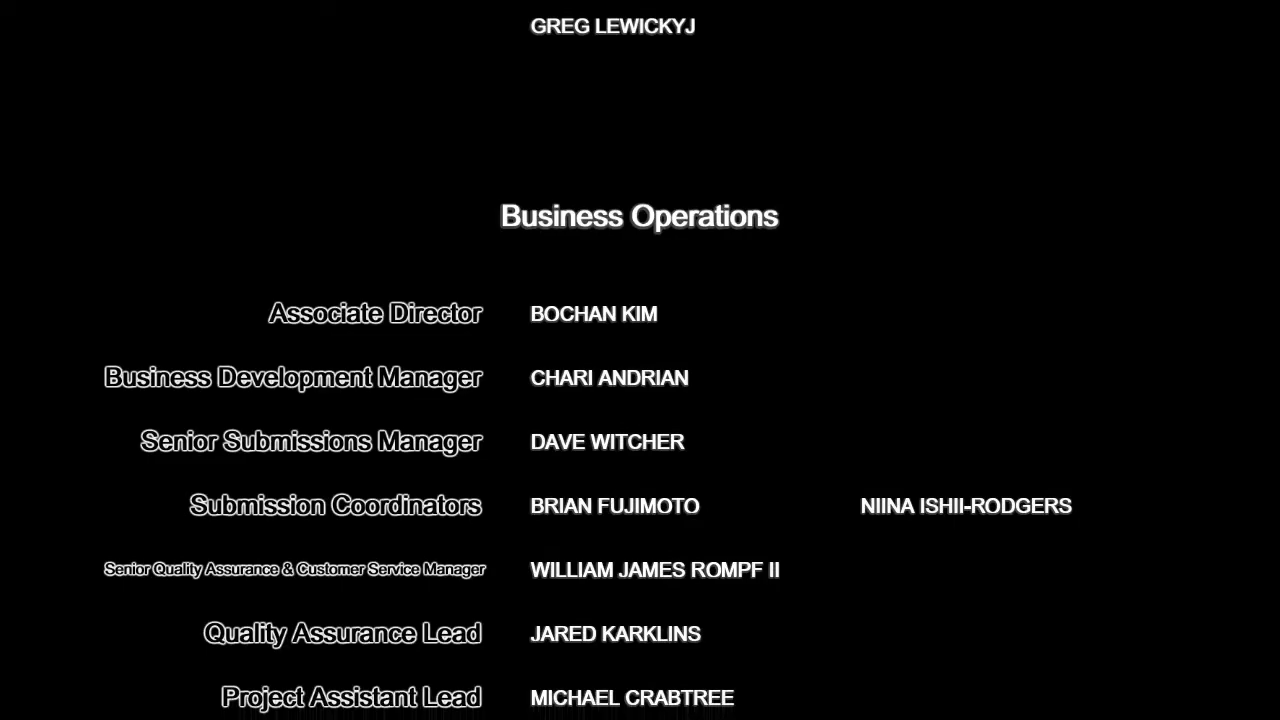 GREG LEWICKYJ
Business Operations
Associate Director BOCHAN KIM
Business Development Manager CHARI ANDRIAN
Senior Submissions Manager DAVE WITCHER
Submission Coordinators BRIAN FUJIMOTO NIINA ISHII-RODGERS
Senior Quality Assurance & Customer Service Manager WILLIAM JAMES ROMPF II
Quality Assurance Lead JARED KARKLINS
Project Assistant Lead MICHAEL CRABTREE